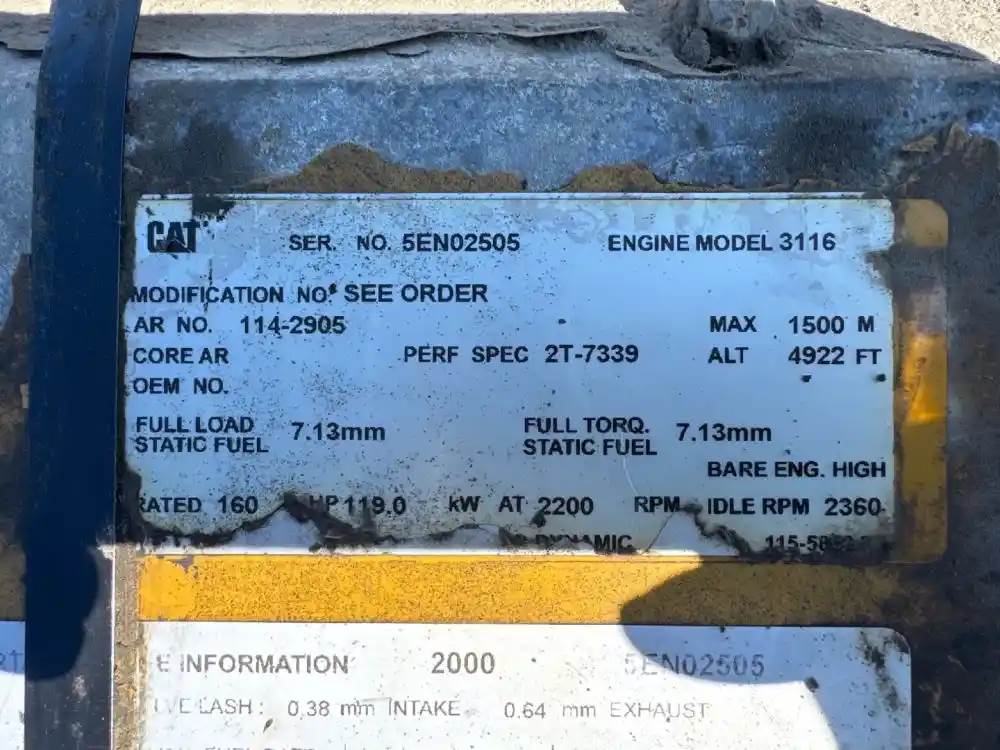 CAT SER. NO. 5EN02505 ENGINE MODEL 3116
MODIFICATION NO. SEE ORDER
AR NO. 114-2905 MAX 1500 M
CORE AR PERF SPEC 2T-7339 ALT 4922 FT
OEM NO.
FULL LOAD STATIC FUEL 7.13mm FULL TORQ. STATIC FUEL 7.13mm
BARE ENG. HIGH
RATED 160 HP 119.0 kW AT 2200 RPM IDLE RPM 2360
DYNAMIC
E INFORMATION 2000 5EN02505
LASH: 0.38 mm INTAKE 0.64 mm EXHAUST